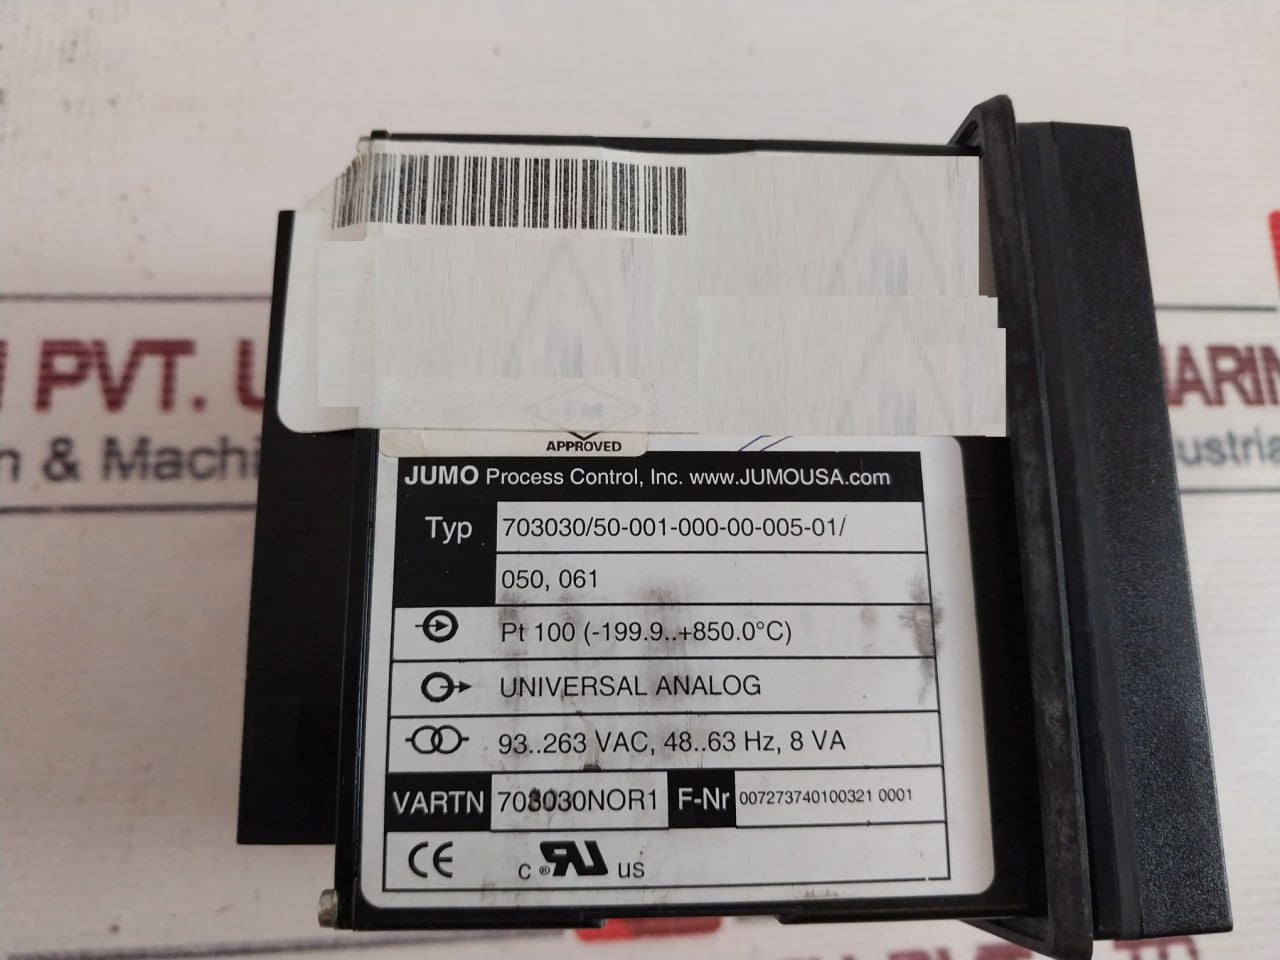 APPROVED
JUMO Process Control, Inc. www.JUMOUSA.com
Typ 703030/50-001-000-00-005-01/
050, 061
Pt 100 (-199.9..+850.0°C)
UNIVERSAL ANALOG
93..263 VAC, 48..63 Hz, 8 VA
VARTN 703030NOR1 F-Nr 007273740100321 0001
CE c ® RU US
PVT.
& Machi
ARIN
ustria